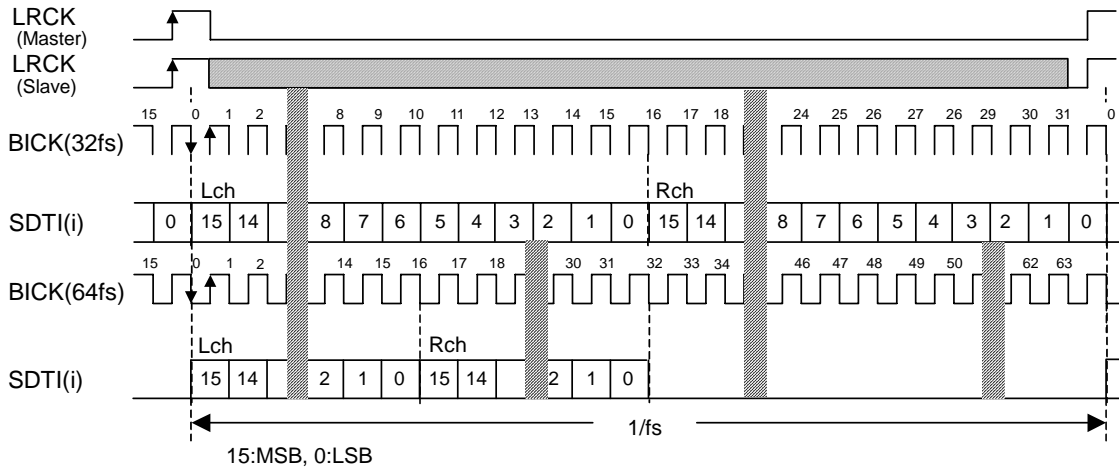 LRCK
(Master)
LRCK
(Slave)
15 0 1 2 8 9 10 11 12 13 14 15 16 17 18 24 25 26 27 26 29 30 31 0
BICK(32fs)
Lch Rch
SDTI(i) 0 15 14 8 7 6 5 4 3 2 1 0 15 14 8 7 6 5 4 3 2 1 0
15 0 1 2 14 15 16 17 18 30 31 32 33 34 46 47 48 49 50 62 63
BICK(64fs)
Lch Rch
SDTI(i) 15 14 2 1 0 15 14 2 1 0
1/fs
15:MSB, 0:LSB